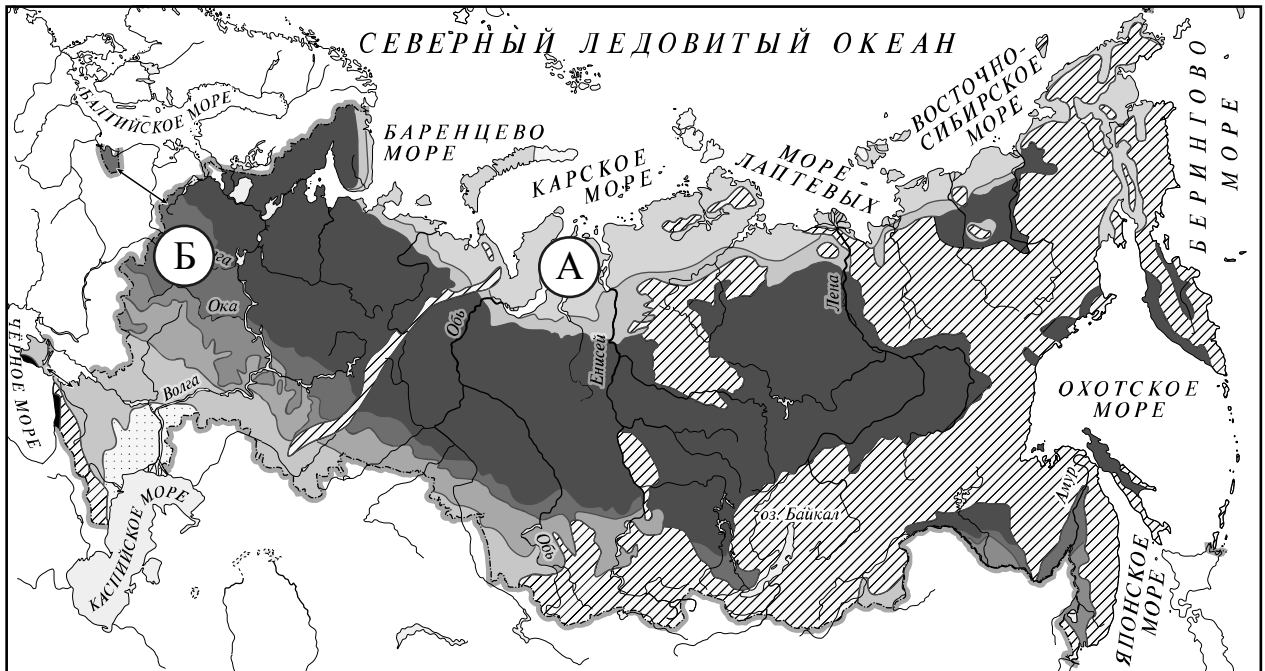 СЕВЕРНЫЙ ЛЕДОВИТЫЙ ОКЕАН
БАЛТИЙСКОЕ МОРЕ
БАРЕНЦЕВО
МОРЕ
КАРСКОЕ
МОРЕ
МОРЕ
ЛАПТЕВЫХ
ВОСТОЧНО-
СИБИРСКОЕ
МОРЕ
БЕРИНГОВО
МОРЕ
Б
А
Ока
Обь
Енисей
Лена
ЧЁРНОЕ МОРЕ
Волга
ОХОТСКОЕ
МОРЕ
Амур
оз. Байкал
Обь
КАСПИЙСКОЕ МОРЕ
ЯПОНСКОЕ
МОРЕ